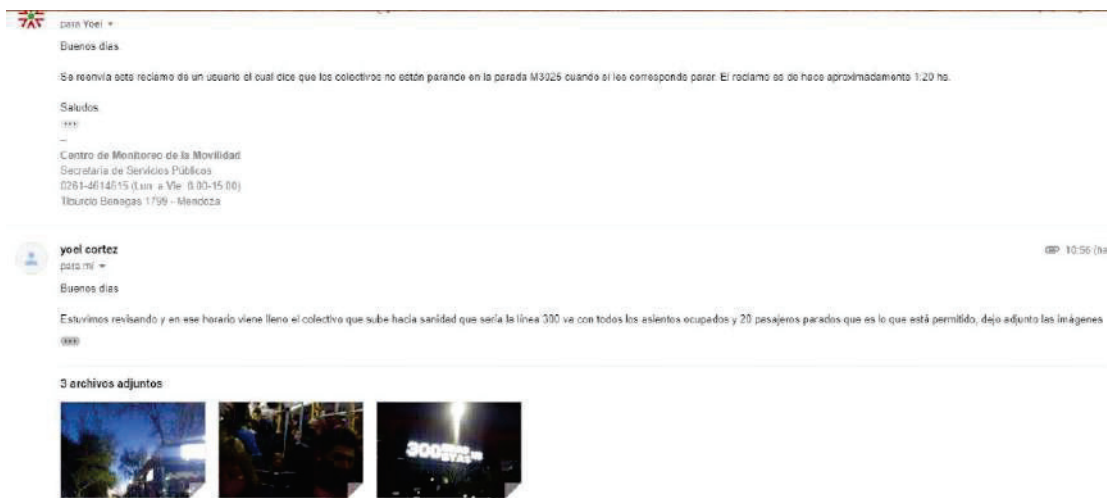 para Yoel
Buenos días
Se reenvía este reclamo de un usuario el cual dice que los colectivos no están parando en la parada M3025 cuando si les corresponde parar. El reclamo es de hace aproximadamente 1:20 hs.
Saludos
--
Centro de Monitoreo de la Movilidad
Secretaría de Servicios Públicos
0261-4614615 (Lun. a Vie. 8.00-15.00)
Tiburcio Benegas 1799 - Mendoza
yoel cortez
10:56 (ha
para mí
Buenos dias
Estuvimos revisando y en ese horario viene lleno el colectivo que sube hacia sanidad que sería la línea 300 va con todos los asientos ocupados y 20 pasajeros parados que es lo que está permitido, dejo adjunto las imágenes
3 archivos adjuntos
300